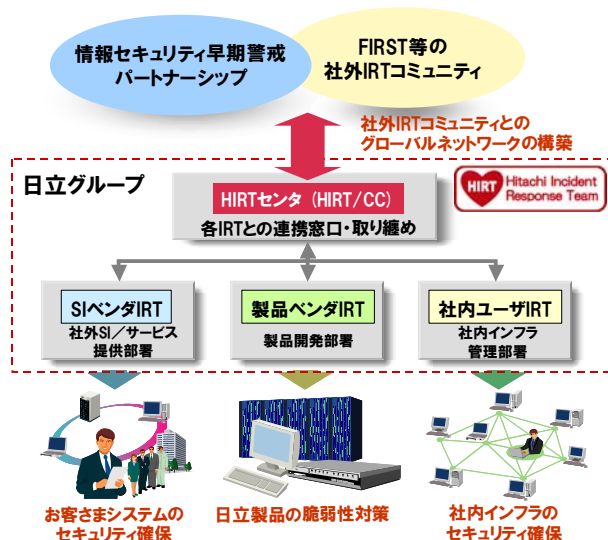 情報セキュリティ早期警戒
パートナーシップ
FIRST等の
社外IRTコミュニティ
社外IRTコミュニティとの
グローバルネットワークの構築
日立グループ
HIRTセンタ (HIRT/CC)
各IRTとの連携窓口・取り纏め
HIRT
Hitachi Incident
Response Team
SIベンダIRT
社外SI/サービス
提供部署
製品ベンダIRT
製品開発部署
社内ユーザIRT
社内インフラ
管理部署
お客さまシステムの
セキュリティ確保
日立製品の脆弱性対策
社内インフラの
セキュリティ確保